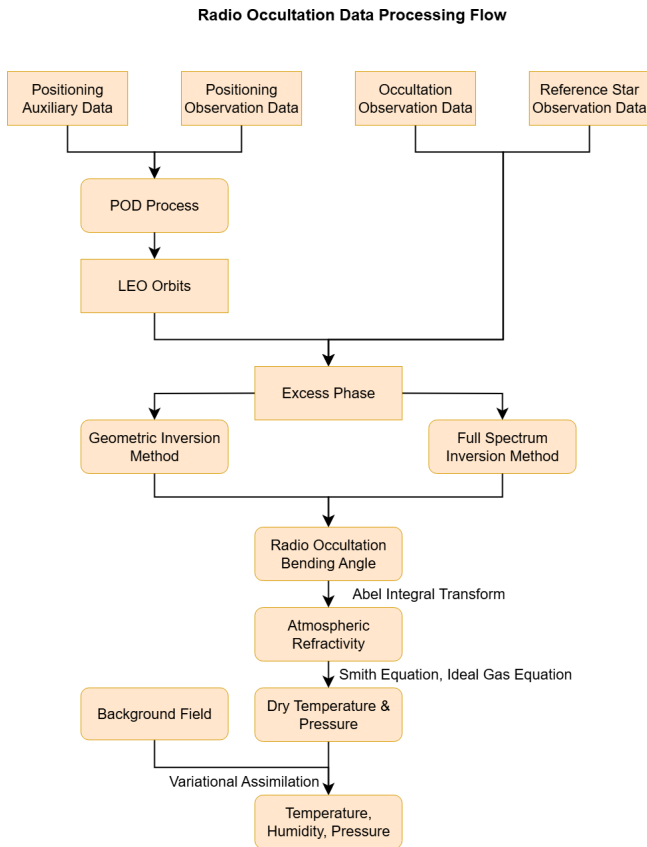 Radio Occultation Data Processing Flow
Positioning
Auxiliary Data
Positioning
Observation Data
Occultation
Observation Data
Reference Star
Observation Data
POD Process
LEO Orbits
Excess Phase
Geometric Inversion
Method
Full Spectrum
Inversion Method
Radio Occultation
Bending Angle
Abel Integral Transform
Atmospheric
Refractivity
Smith Equation, Ideal Gas Equation
Background Field
Dry Temperature &
Pressure
Variational Assimilation
Temperature,
Humidity, Pressure